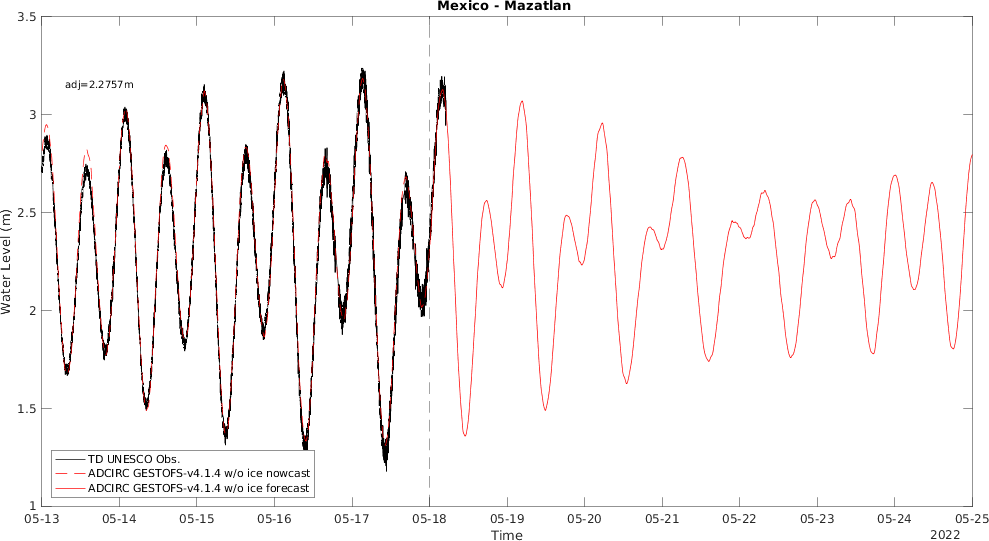 Mexico - Mazatlan
3.5
adj=2.2757m
3
2.5
Water Level (m)
2
1.5
TD UNESCO Obs.
ADCIRC GESTOFS-v4.1.4 w/o ice nowcast
ADCIRC GESTOFS-v4.1.4 w/o ice forecast
1
05-13 05-14 05-15 05-16 05-17 05-18 05-19 05-20 05-21 05-22 05-23 05-24 05-25
Time
2022